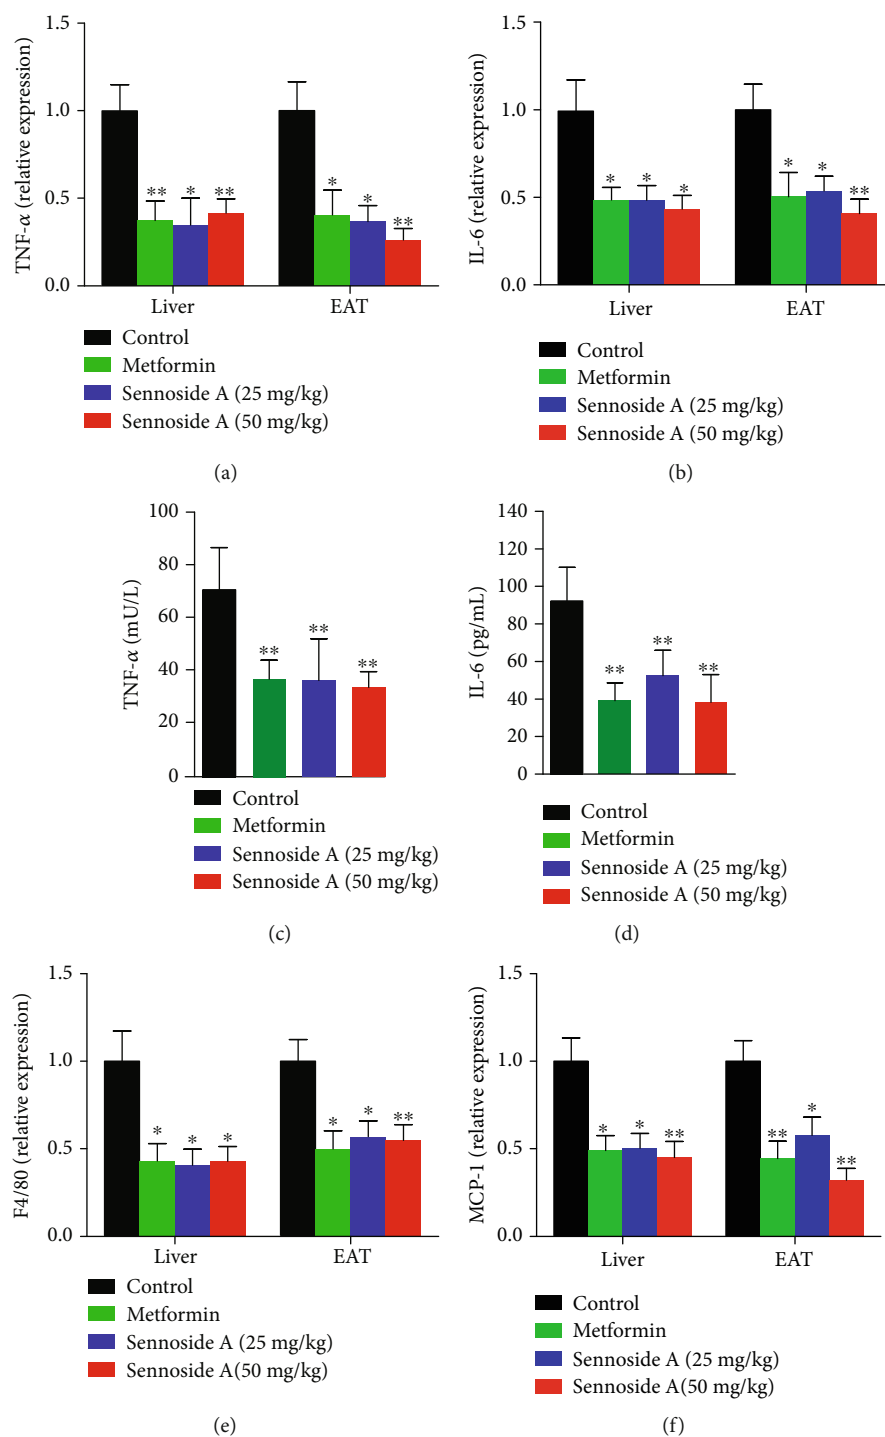 TNF-α (relative expression)
1.5
1.0
0.5
0.0
** * **
* * **
Liver EAT
Control
Metformin
Sennoside A (25 mg/kg)
Sennoside A (50 mg/kg)
(a)
IL-6 (relative expression)
1.5
1.0
0.5
0.0
* * *
* * **
Liver EAT
Control
Metformin
Sennoside A (25 mg/kg)
Sennoside A (50 mg/kg)
(b)
TNF-α (mU/L)
100
80
60
40
20
0
** ** **
Control
Metformin
Sennoside A (25 mg/kg)
Sennoside A (50 mg/kg)
(c)
IL-6 (pg/mL)
140
120
100
80
60
40
20
0
** ** **
Control
Metformin
Sennoside A (25 mg/kg)
Sennoside A (50 mg/kg)
(d)
F4/80 (relative expression)
1.5
1.0
0.5
0.0
* * *
* * **
Liver EAT
Control
Metformin
Sennoside A (25 mg/kg)
Sennoside A(50 mg/kg)
(e)
MCP-1 (relative expression)
1.5
1.0
0.5
0.0
* * **
** * **
Liver EAT
Control
Metformin
Sennoside A (25 mg/kg)
Sennoside A(50 mg/kg)
(f)